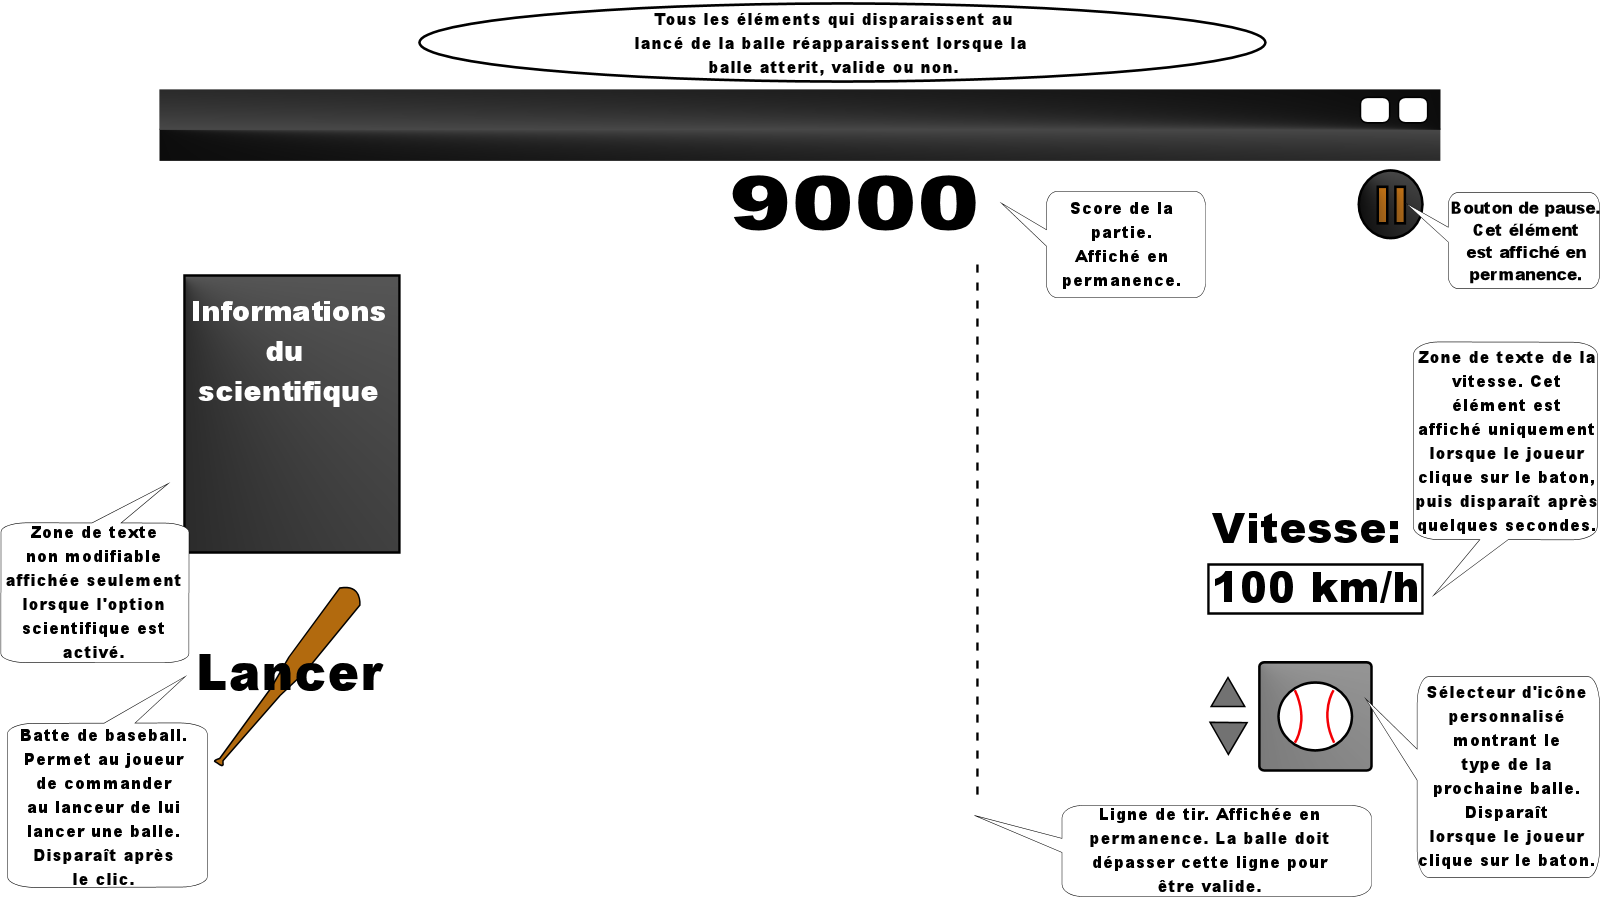 Tous les éléments qui disparaissent au
lancé de la balle réapparaissent lorsque la
balle atterit, valide ou non.
9000
Score de la
partie.
Affiché en
permanence.
Bouton de pause.
Cet élément
est affiché en
permanence.
Informations
du
scientifique
Zone de texte de la
vitesse. Cet
élément est
affiché uniquement
lorsque le joueur
clique sur le baton,
puis disparaît après
quelques secondes.
Vitesse:
100 km/h
Zone de texte
non modifiable
affichée seulement
lorsque l'option
scientifique est
activé.
Lancer
Batte de baseball.
Permet au joueur
de commander
au lanceur de lui
lancer une balle.
Disparaît après
le clic.
Sélecteur d'icône
personnalisé
montrant le
type de la
prochaine balle.
Disparaît
lorsque le joueur
clique sur le baton.
Ligne de tir. Affichée en
permanence. La balle doit
dépasser cette ligne pour
être valide.